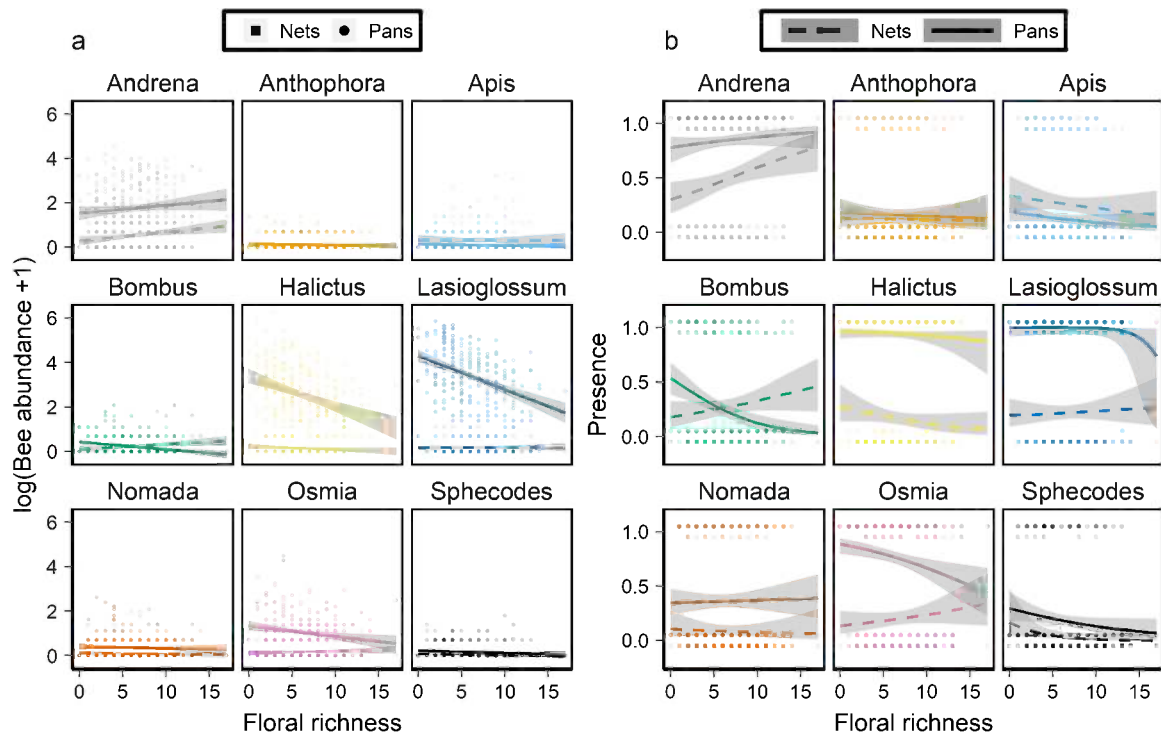 a
Nets Pans
Andrena Anthophora Apis
6
4
2
0
Bombus Halictus Lasioglossum
6
4
2
0
Nomada Osmia Sphecodes
6
4
2
0
0 5 10 15 0 5 10 15 0 5 10 15
log(Bee abundance +1)
Floral richness
b
Nets Pans
Andrena Anthophora Apis
1.0
0.5
0.0
Bombus Halictus Lasioglossum
1.0
0.5
0.0
Nomada Osmia Sphecodes
1.0
0.5
0.0
0 5 10 15 0 5 10 15 0 5 10 15
Presence
Floral richness